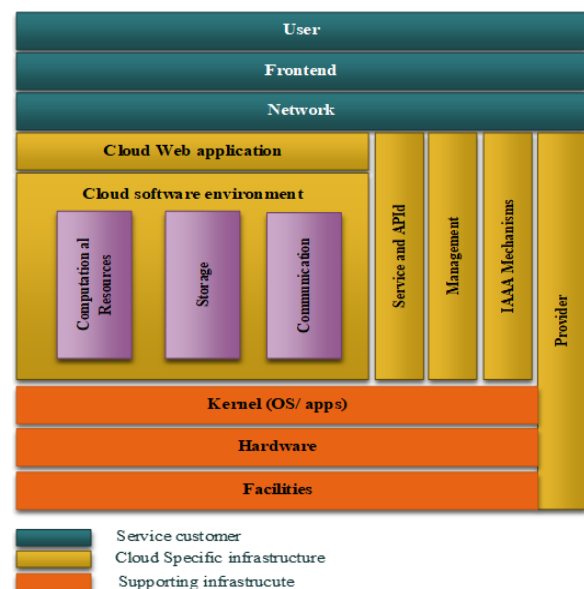 User
Frontend
Network
Cloud Web application
Cloud software environment
Computation al
Resources
Storage
Communication
Service and APId
Management
IAAA Mechanisms
Provider
Kernel (OS/ apps)
Hardware
Facilities
Service customer
Cloud Specific infrastructure
Supporting infrastrucute